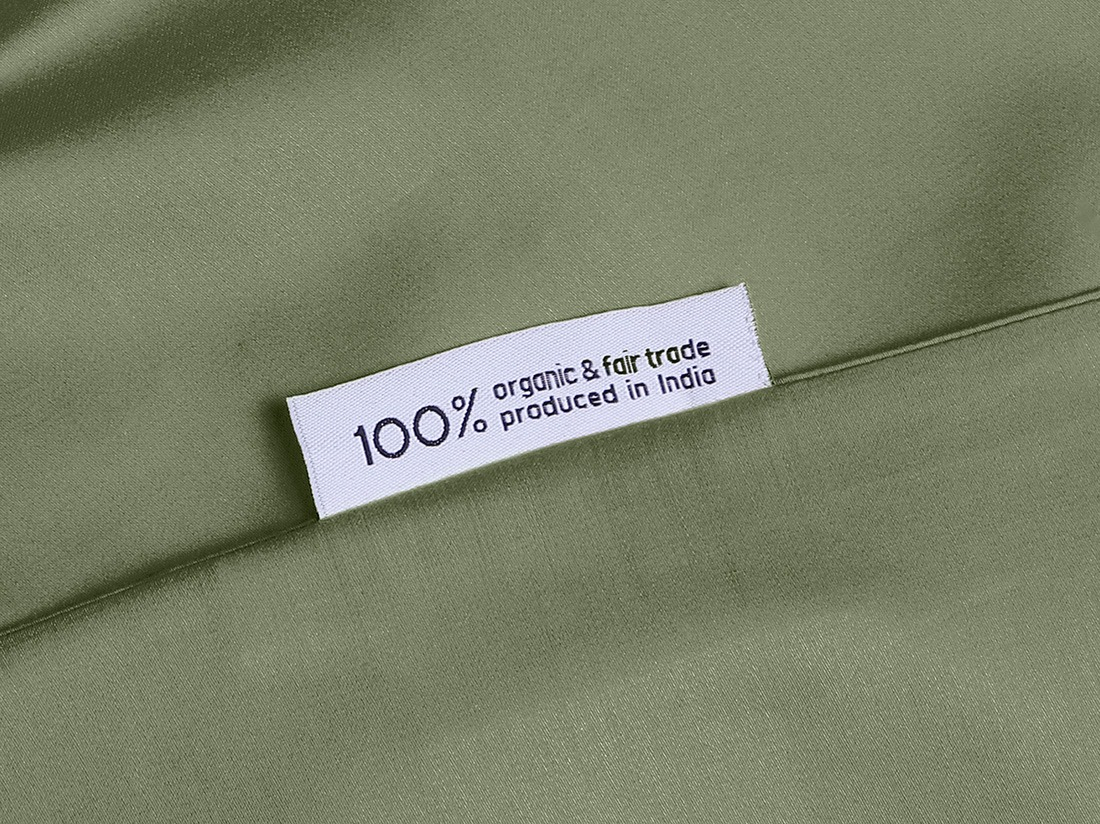 100%
organic & fair trade
produced in India